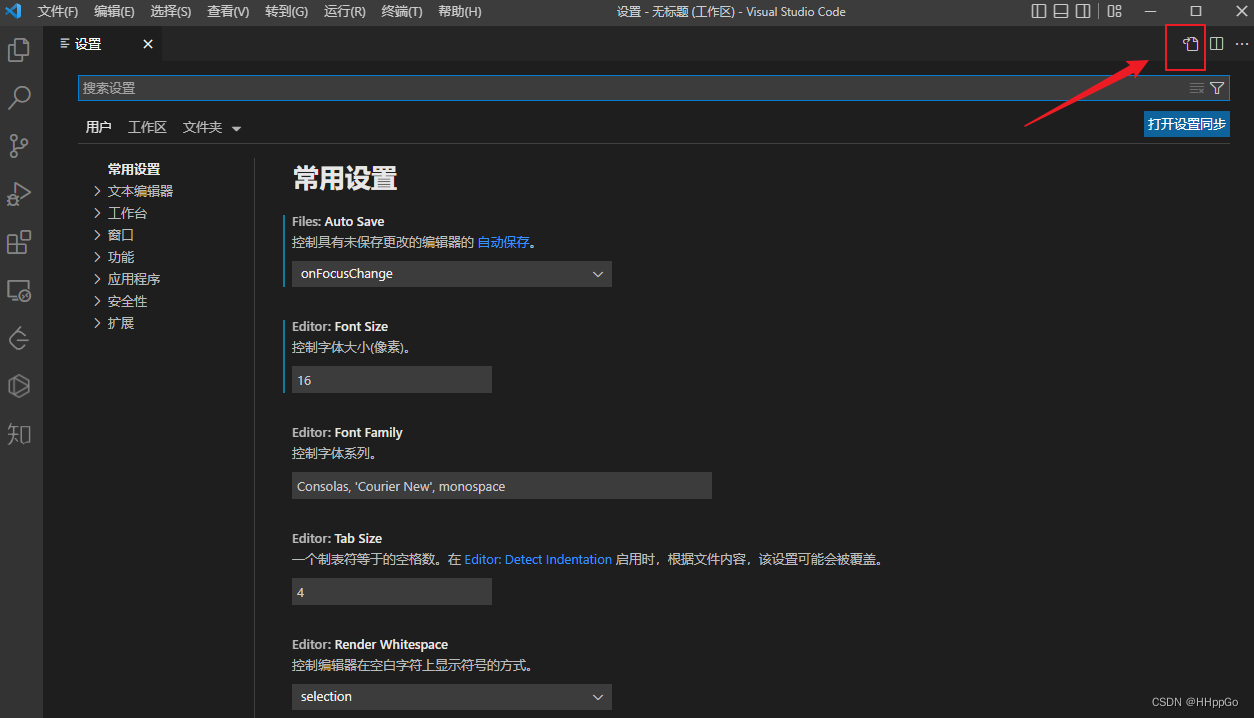 文件(F) 编辑(E) 选择(S) 查看(V) 转到(G) 运行(R) 终端(T) 帮助(H) 设置 - 无标题 (工作区) - Visual Studio Code
设置
搜索设置
用户 工作区 文件夹
打开设置同步
常用设置
文本编辑器
工作台
窗口
功能
应用程序
安全性
扩展
常用设置
Files: Auto Save
控制具有未保存更改的编辑器的 自动保存。
onFocusChange
Editor: Font Size
控制字体大小(像素)。
16
Editor: Font Family
控制字体系列。
Consolas, 'Courier New', monospace
Editor: Tab Size
一个制表符等于的空格数。在 Editor: Detect Indentation 启用时，根据文件内容，该设置可能会被覆盖。
4
Editor: Render Whitespace
控制编辑器在空白字符上显示符号的方式。
selection
知
CSDN @HHppGo